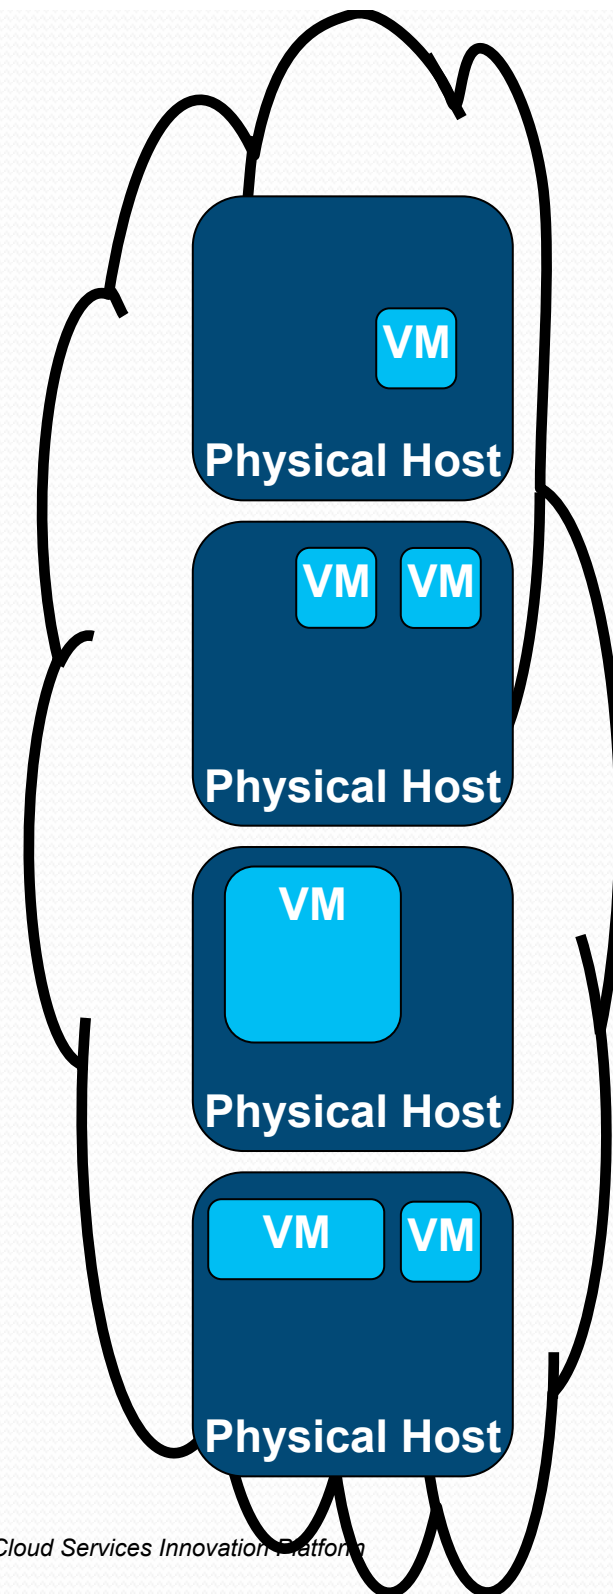 VM
Physical Host
VM VM
Physical Host
VM
Physical Host
VM VM
Physical Host
Cloud Services Innovation Platform